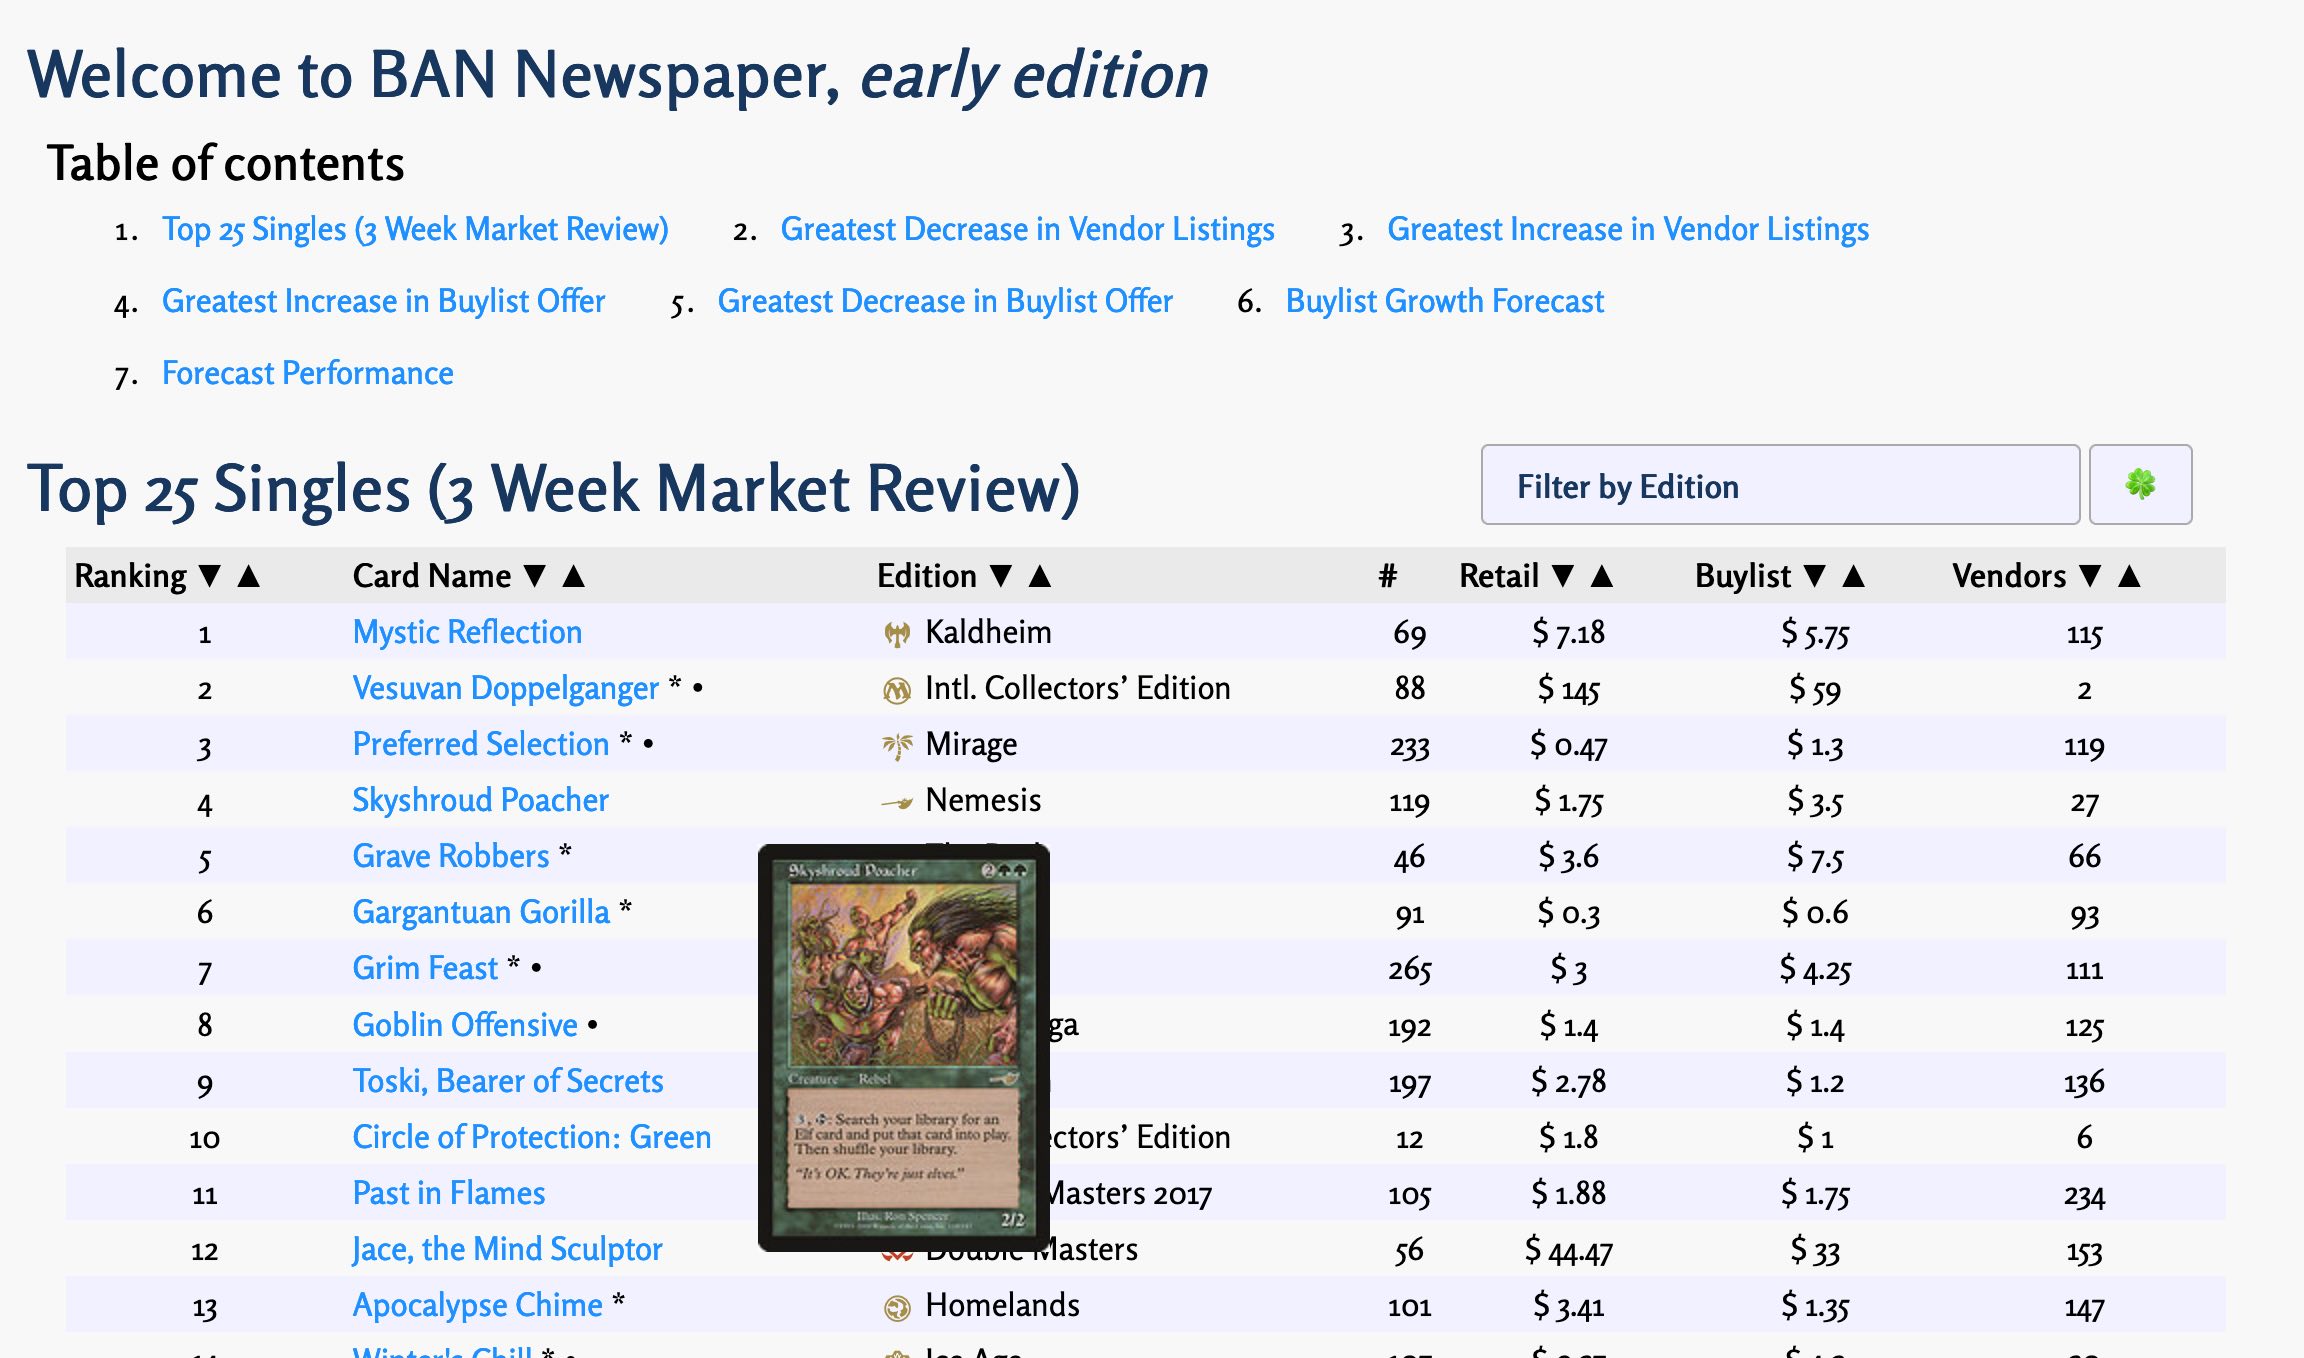 Welcome to BAN Newspaper, early edition
Table of contents
1. Top 25 Singles (3 Week Market Review) 2. Greatest Decrease in Vendor Listings 3. Greatest Increase in Vendor Listings
4. Greatest Increase in Buylist Offer 5. Greatest Decrease in Buylist Offer 6. Buylist Growth Forecast
7. Forecast Performance
Top 25 Singles (3 Week Market Review) Filter by Edition
Ranking ▼ ▲ Card Name ▼ ▲ Edition ▼ ▲ # Retail ▼ ▲ Buylist ▼ ▲ Vendors ▼ ▲
1 Mystic Reflection Kaldheim 69 $ 7.18 $ 5.75 115
2 Vesuvan Doppelganger * • Intl. Collectors’ Edition 88 $ 145 $ 59 2
3 Preferred Selection * • Mirage 233 $ 0.47 $ 1.3 119
4 Skyshroud Poacher Nemesis 119 $ 1.75 $ 3.5 27
5 Grave Robbers * 46 $ 3.6 $ 7.5 66
6 Gargantuan Gorilla * 91 $ 0.3 $ 0.6 93
7 Grim Feast * • 265 $ 3 $ 4.25 111
8 Goblin Offensive • 192 $ 1.4 $ 1.4 125
9 Toski, Bearer of Secrets 197 $ 2.78 $ 1.2 136
10 Circle of Protection: Green Edition 12 $ 1.8 $ 1 6
11 Past in Flames Masters 2017 105 $ 1.88 $ 1.75 234
12 Jace, the Mind Sculptor Double Masters 56 $ 44.47 $ 33 153
13 Apocalypse Chime * Homelands 101 $ 3.41 $ 1.35 147
Winter's Chill * • Ice Age
Skyshroud Poacher 2
Creature Rebel
3, : Search your library for an
Elf card and put that card into play.
Then shuffle your library.
“It's OK. They're just elves.”
Illus. Ron Spencer
2/2